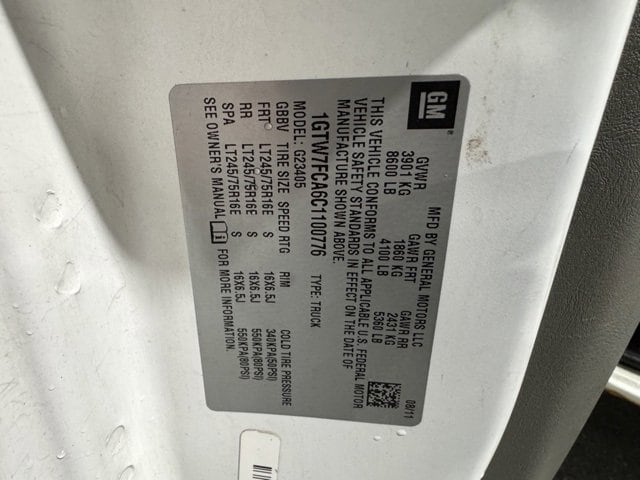 GM
®
MFD BY GENERAL MOTORS LLC
08/11
GVWR GAWR FRT GAWR RR
3901 KG 1860 KG 2431 KG
8600 LB 4100 LB 5360 LB
THIS VEHICLE CONFORMS TO ALL APPLICABLE U.S. FEDERAL MOTOR
VEHICLE SAFETY STANDARDS IN EFFECT ON THE DATE OF
MANUFACTURE SHOWN ABOVE.
1GTW7FCA6C1100776 TYPE: TRUCK
MODEL: G23405
GBBV TIRE SIZE SPEED RTG RIM COLD TIRE PRESSURE
FRT LT245/75R16E S 16X6.5J 340KPA(50PSI)
RR LT245/75R16E S 16X6.5J 550KPA(80PSI)
SPA LT245/75R16E S 16X6.5J 550KPA(80PSI)
SEE OWNER'S MANUAL FOR MORE INFORMATION.